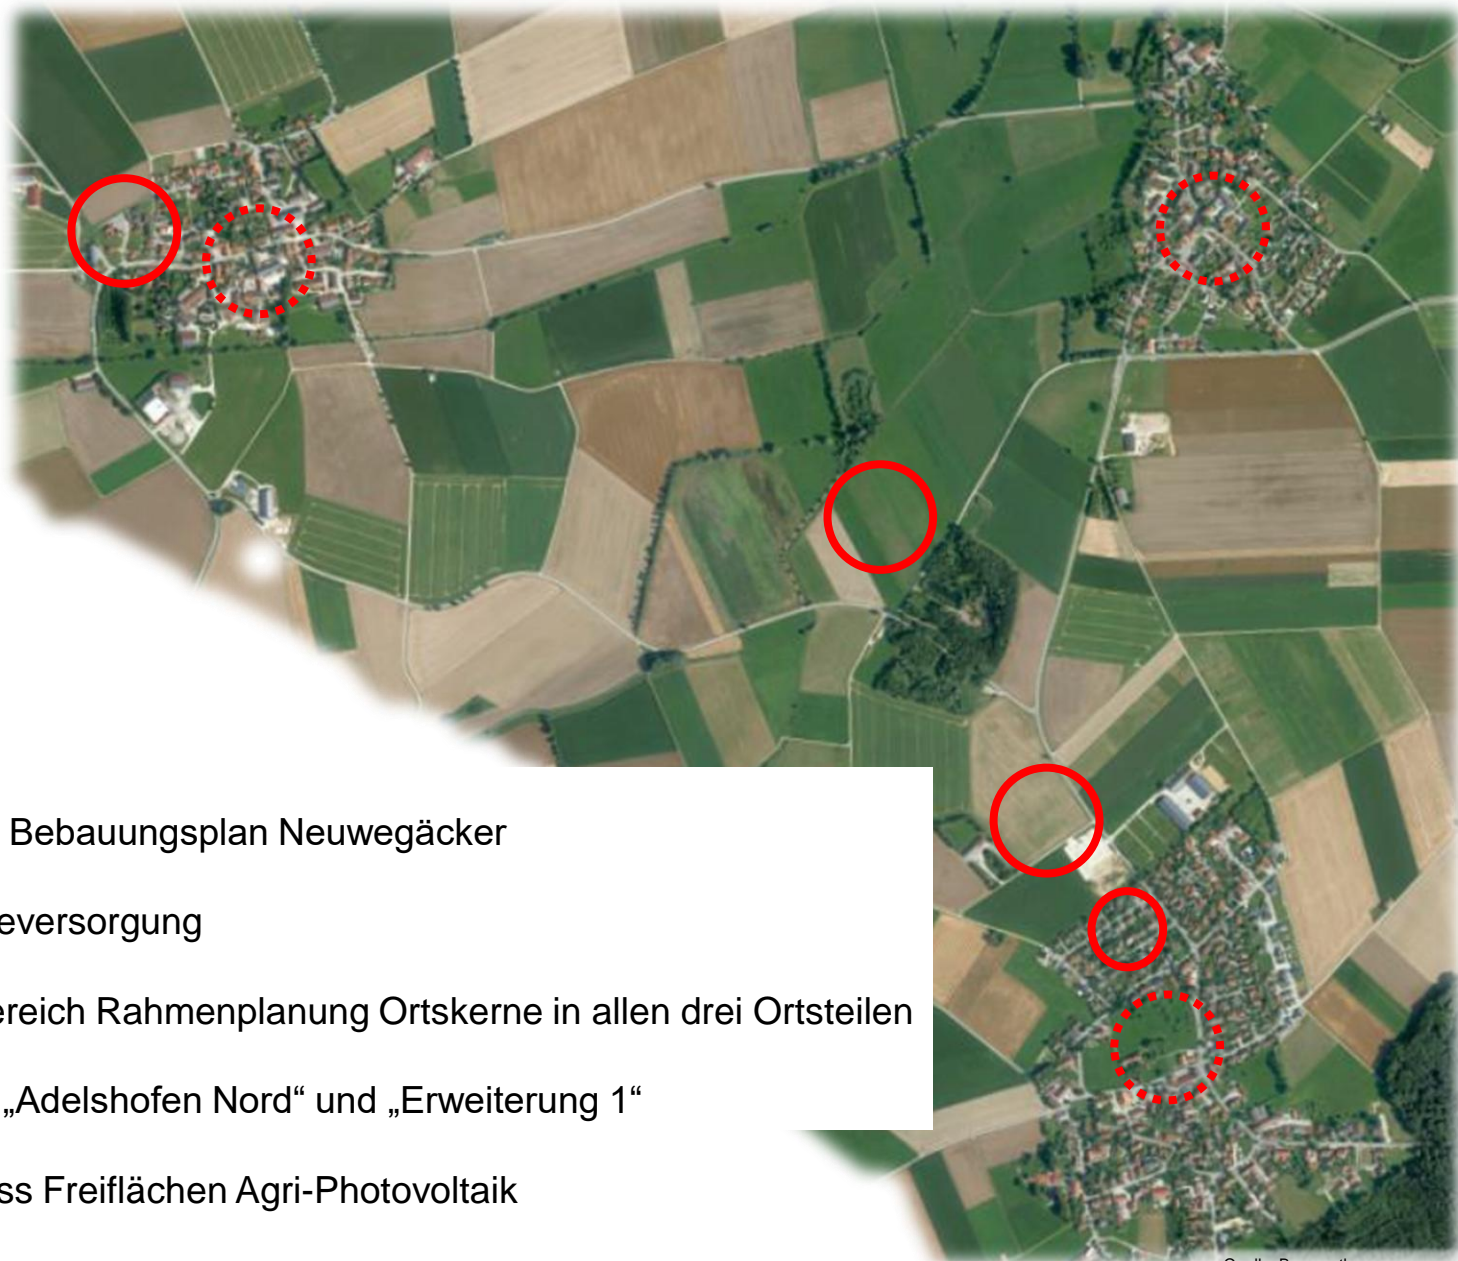 Bebauungsplan Neuwegäcker
eversorgung
ereich Rahmenplanung Ortskerne in allen drei Ortsteilen
„Adelshofen Nord“ und „Erweiterung 1“
ss Freiflächen Agri-Photovoltaik